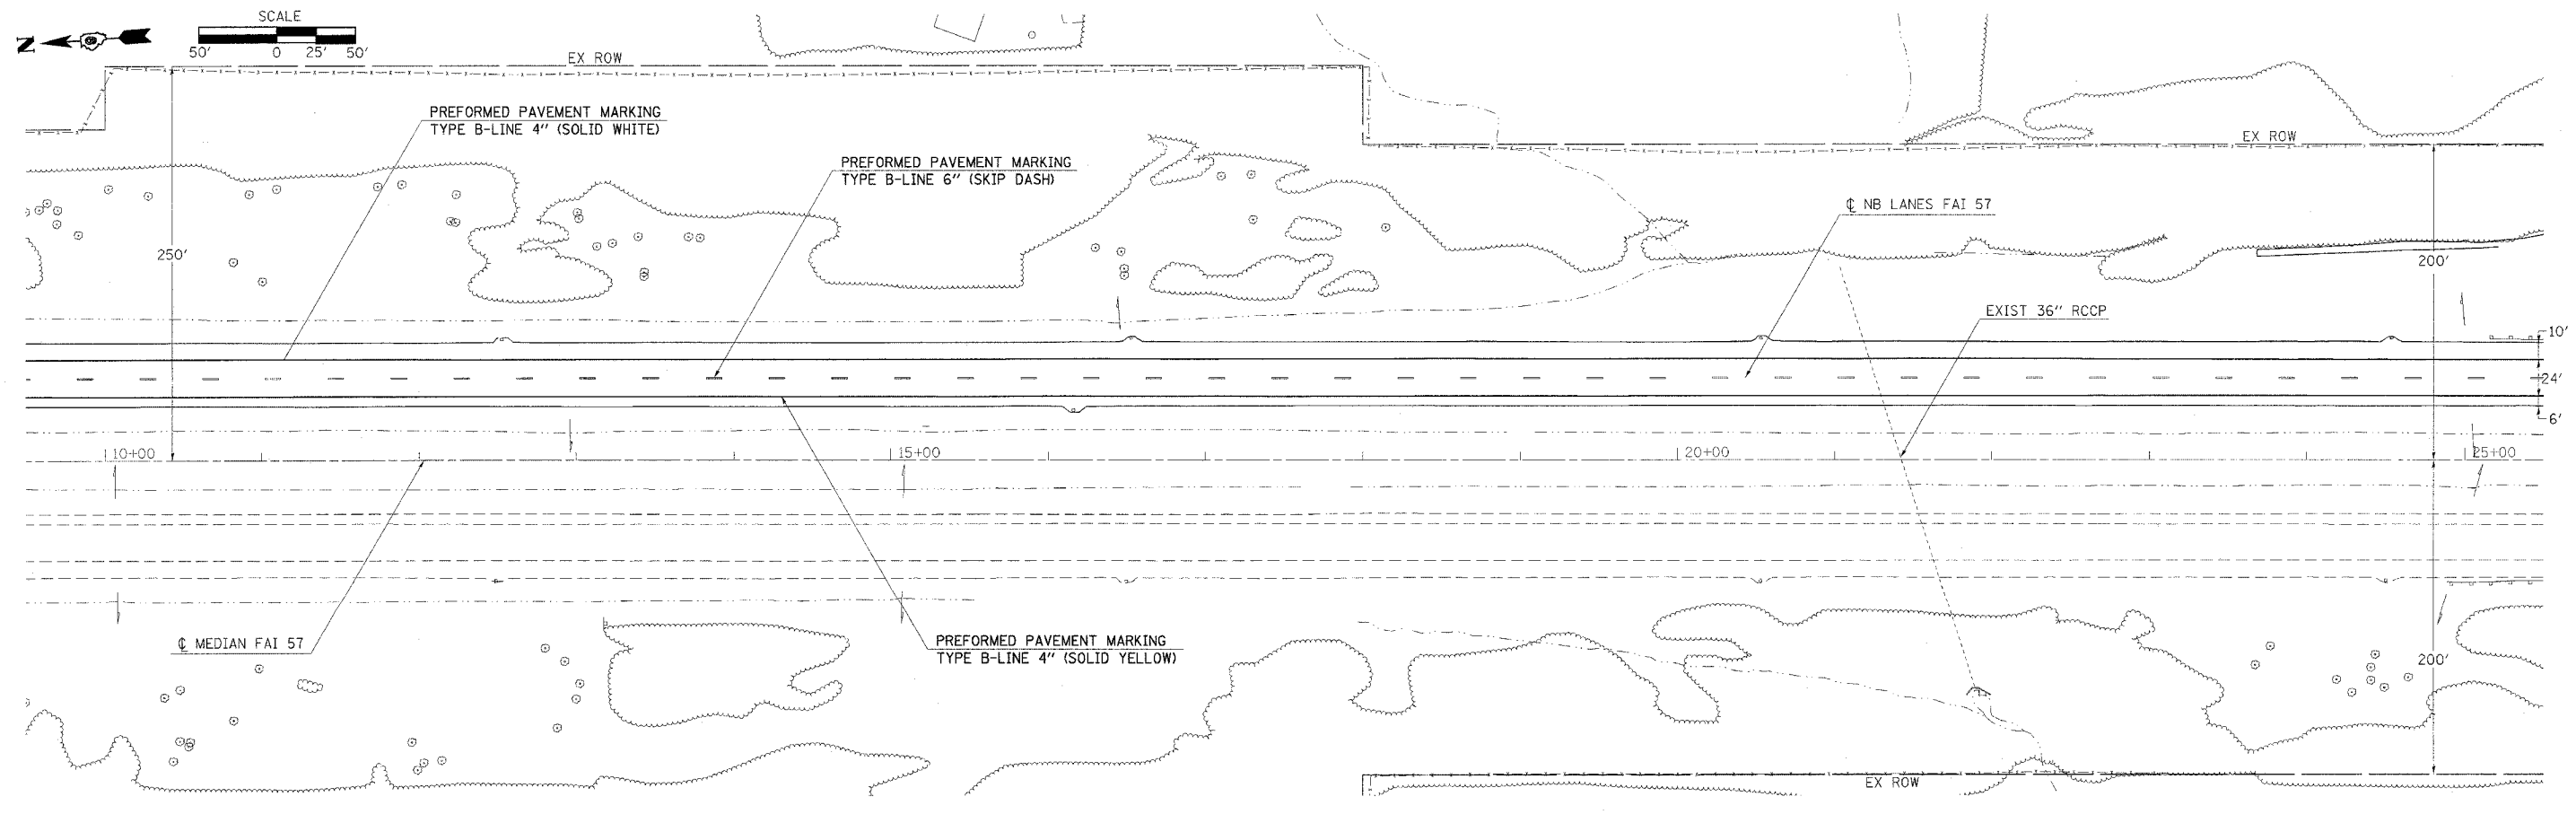 SCALE
N
50' 0 25' 50'
EX ROW
PREFORMED PAVEMENT MARKING
TYPE B-LINE 4" (SOLID WHITE)
PREFORMED PAVEMENT MARKING
TYPE B-LINE 6" (SKIP DASH)
EX ROW
℄ NB LANES FAI 57
250'
200'
EXIST 36" RCCP
10'
24'
6'
10+00
15+00
20+00
25+00
℄ MEDIAN FAI 57
PREFORMED PAVEMENT MARKING
TYPE B-LINE 4" (SOLID YELLOW)
200'
EX ROW